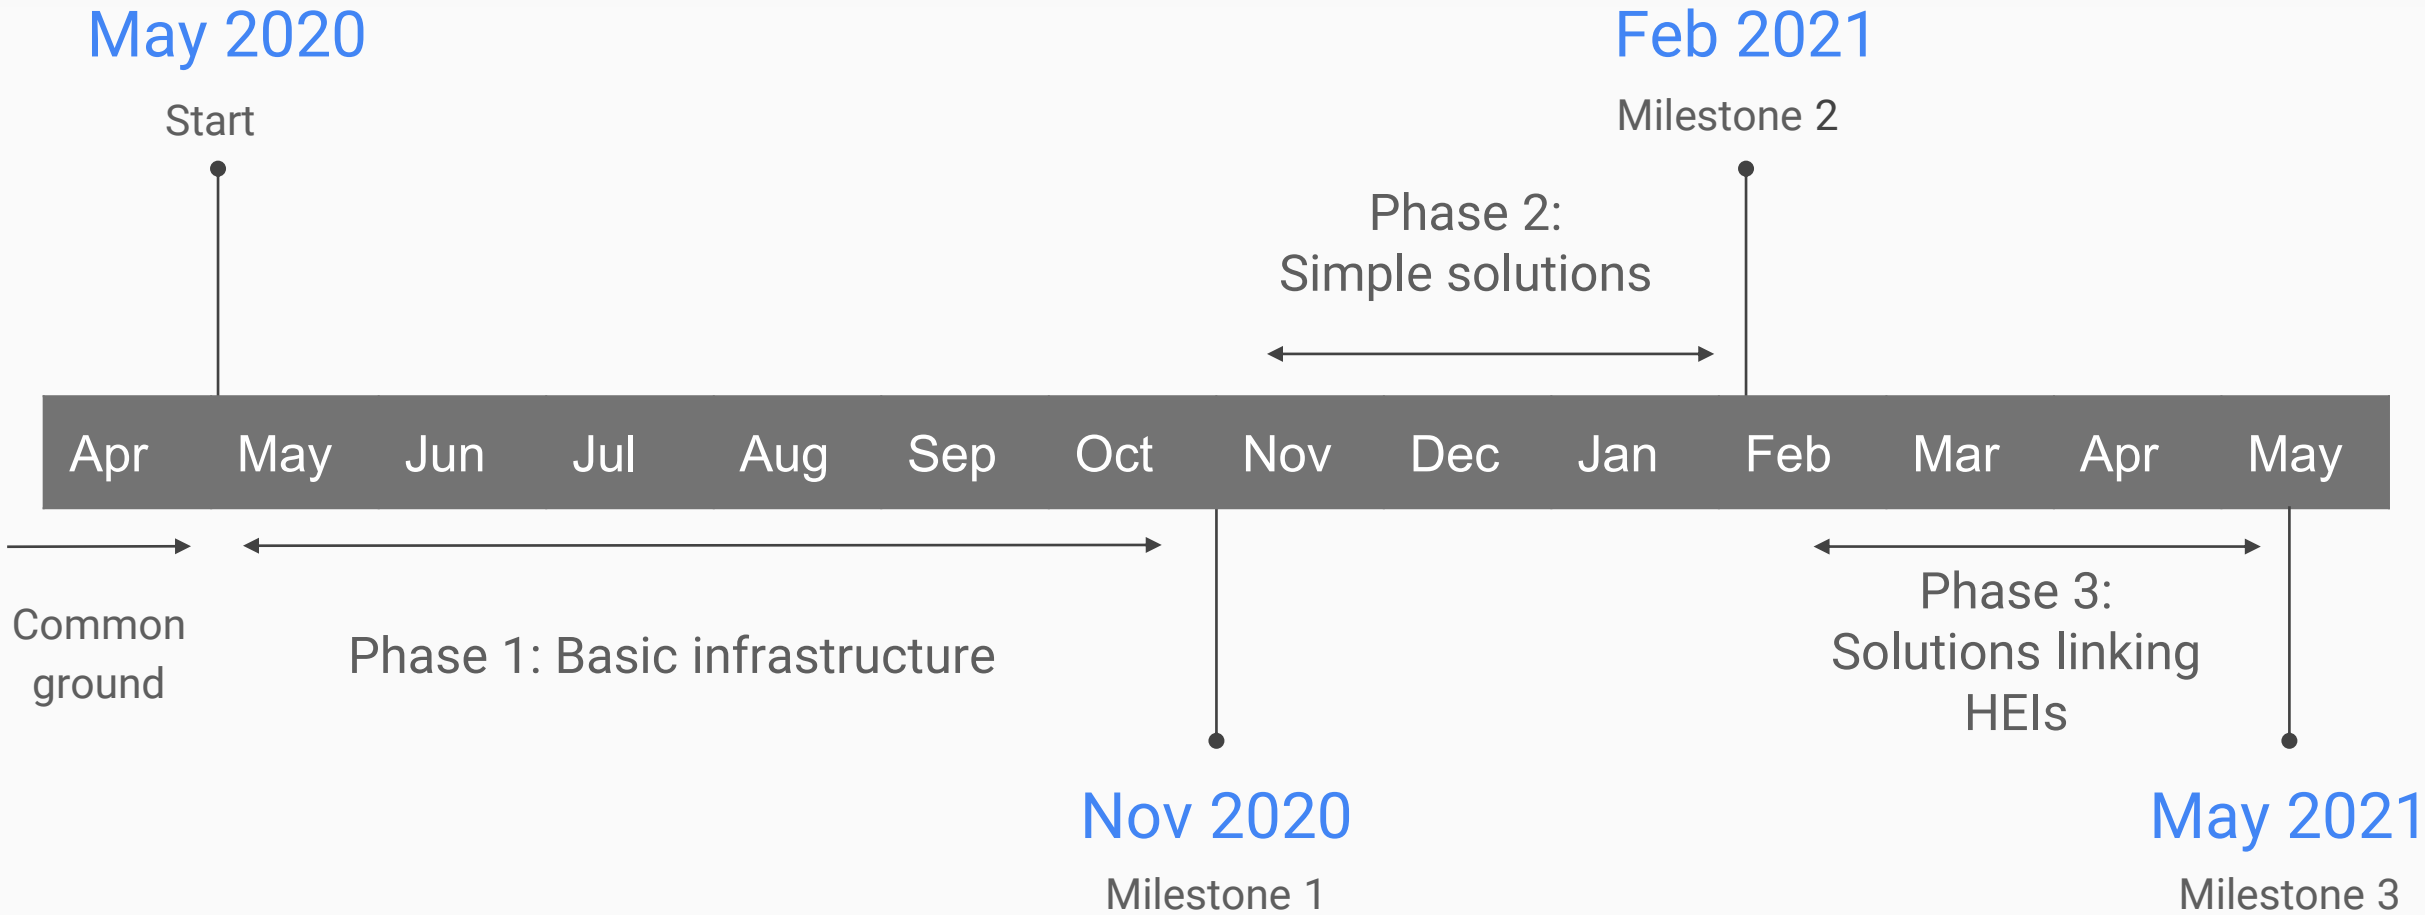 May 2020
Start
Feb 2021
Milestone 2
Phase 2:
Simple solutions
Apr May Jun Jul Aug Sep Oct Nov Dec Jan Feb Mar Apr May
Common
ground
Phase 1: Basic infrastructure
Phase 3:
Solutions linking
HEIs
Nov 2020
Milestone 1
May 2021
Milestone 3